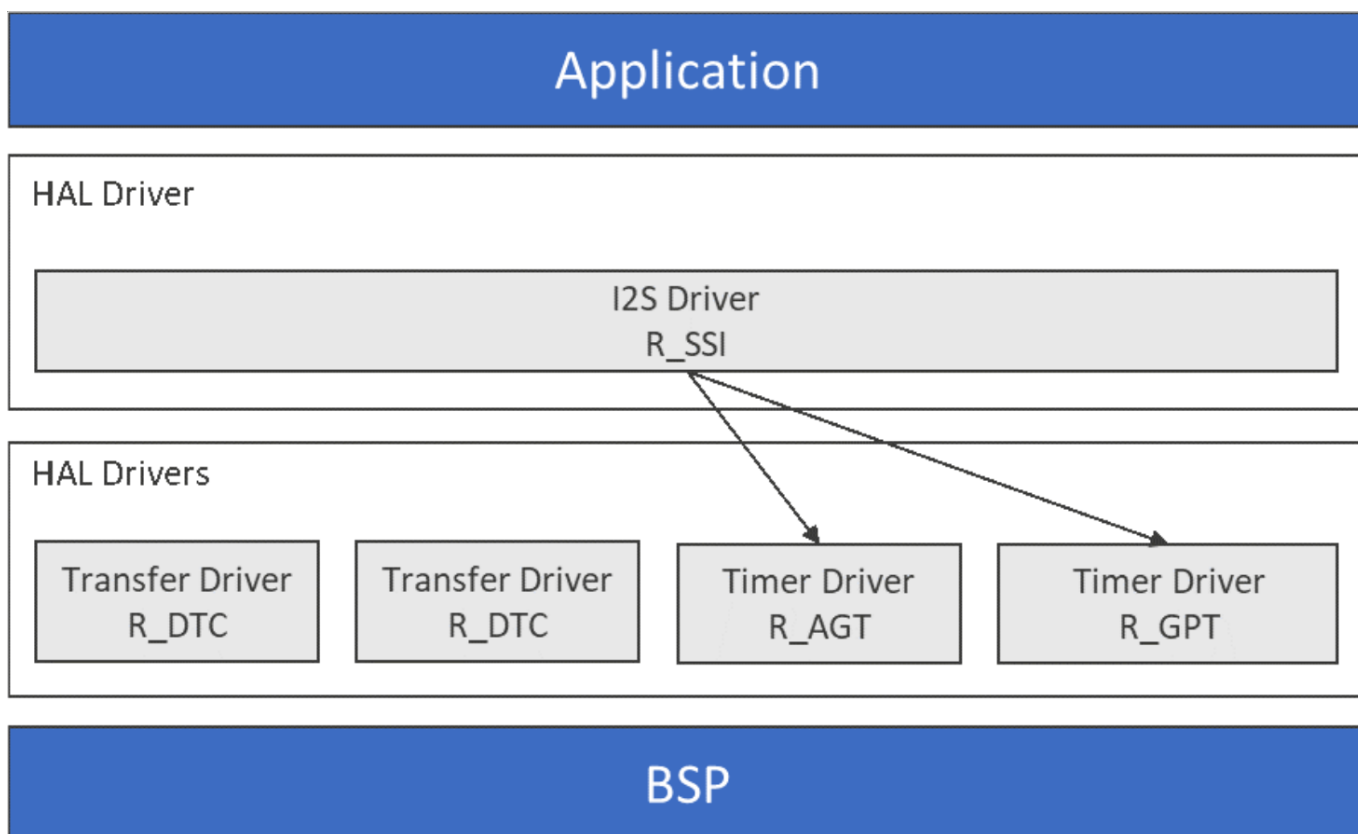 Application
HAL Driver
I2S Driver
R_SSI
HAL Drivers
Transfer Driver
R_DTC
Transfer Driver
R_DTC
Timer Driver
R_AGT
Timer Driver
R_GPT
BSP